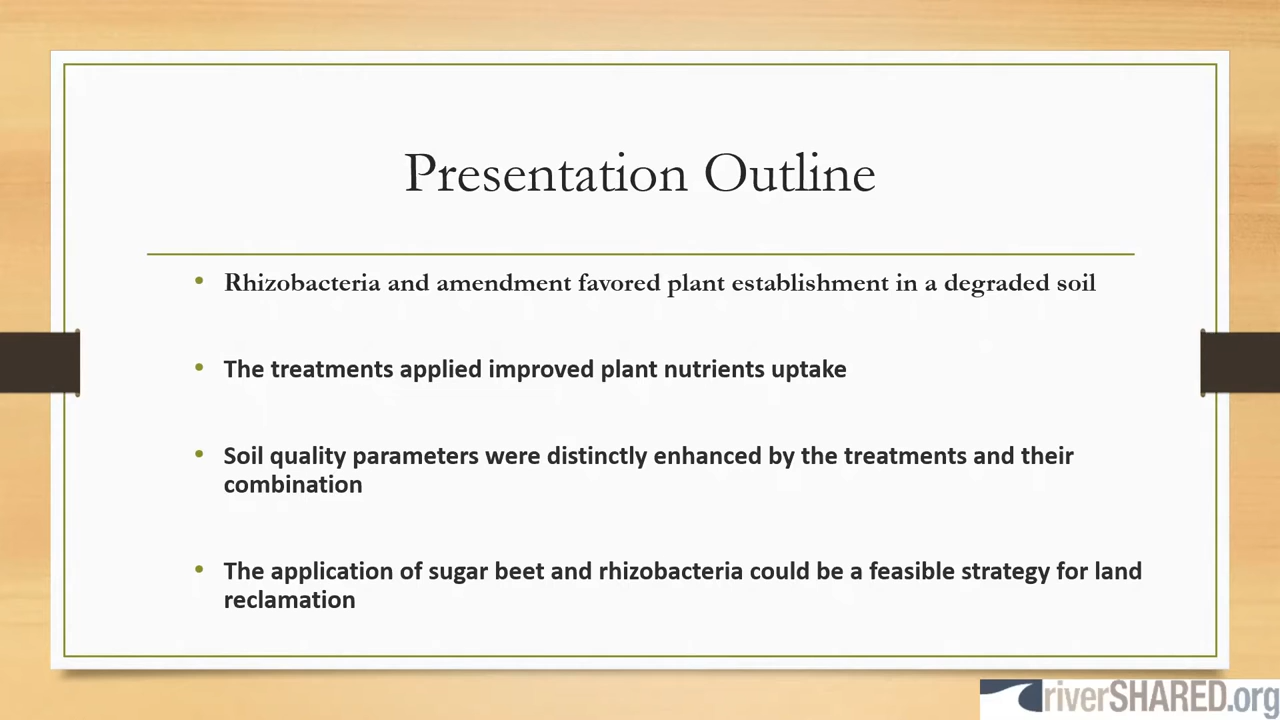 Presentation Outline
• Rhizobacteria and amendment favored plant establishment in a degraded soil
• The treatments applied improved plant nutrients uptake
• Soil quality parameters were distinctly enhanced by the treatments and their
combination
• The application of sugar beet and rhizobacteria could be a feasible strategy for land
reclamation
riverSHARED.org